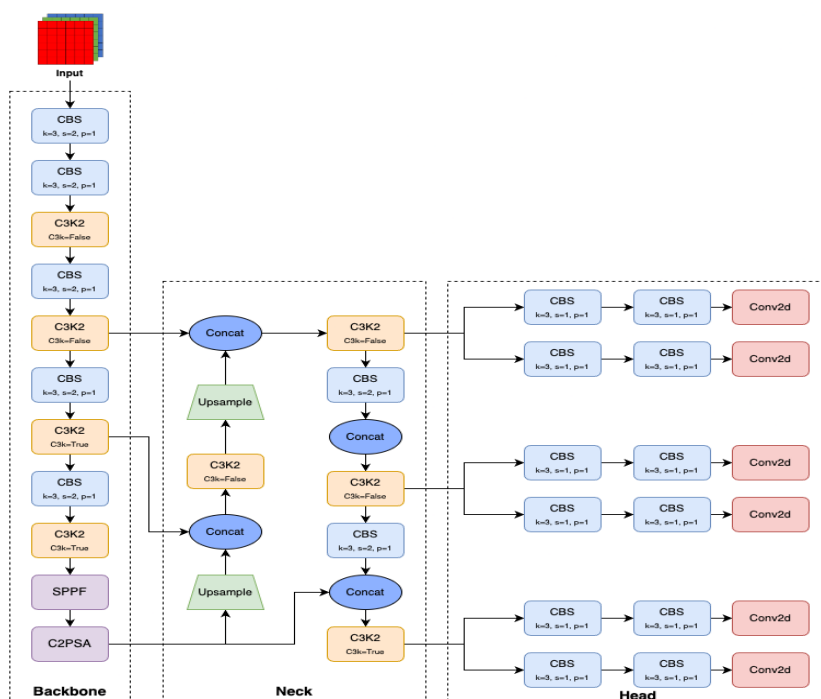 Input
CBS
k=3, s=2, p=1
CBS
k=3, s=2, p=1
C3K2
C3k=False
CBS
k=3, s=2, p=1
C3K2
C3k=False
CBS
k=3, s=2, p=1
C3K2
C3k=True
CBS
k=3, s=2, p=1
C3K2
C3k=True
SPPF
C2PSA
Backbone
Concat
Upsample
C3K2
C3k=False
Concat
Upsample
C3K2
C3k=False
CBS
k=3, s=2, p=1
Concat
C3K2
C3k=False
CBS
k=3, s=2, p=1
Concat
C3K2
C3k=True
Neck
CBS
k=3, s=1, p=1
CBS
k=3, s=1, p=1
Conv2d
CBS
k=3, s=1, p=1
CBS
k=3, s=1, p=1
Conv2d
CBS
k=3, s=1, p=1
CBS
k=3, s=1, p=1
Conv2d
CBS
k=3, s=1, p=1
CBS
k=3, s=1, p=1
Conv2d
CBS
k=3, s=1, p=1
CBS
k=3, s=1, p=1
Conv2d
CBS
k=3, s=1, p=1
CBS
k=3, s=1, p=1
Conv2d
Head